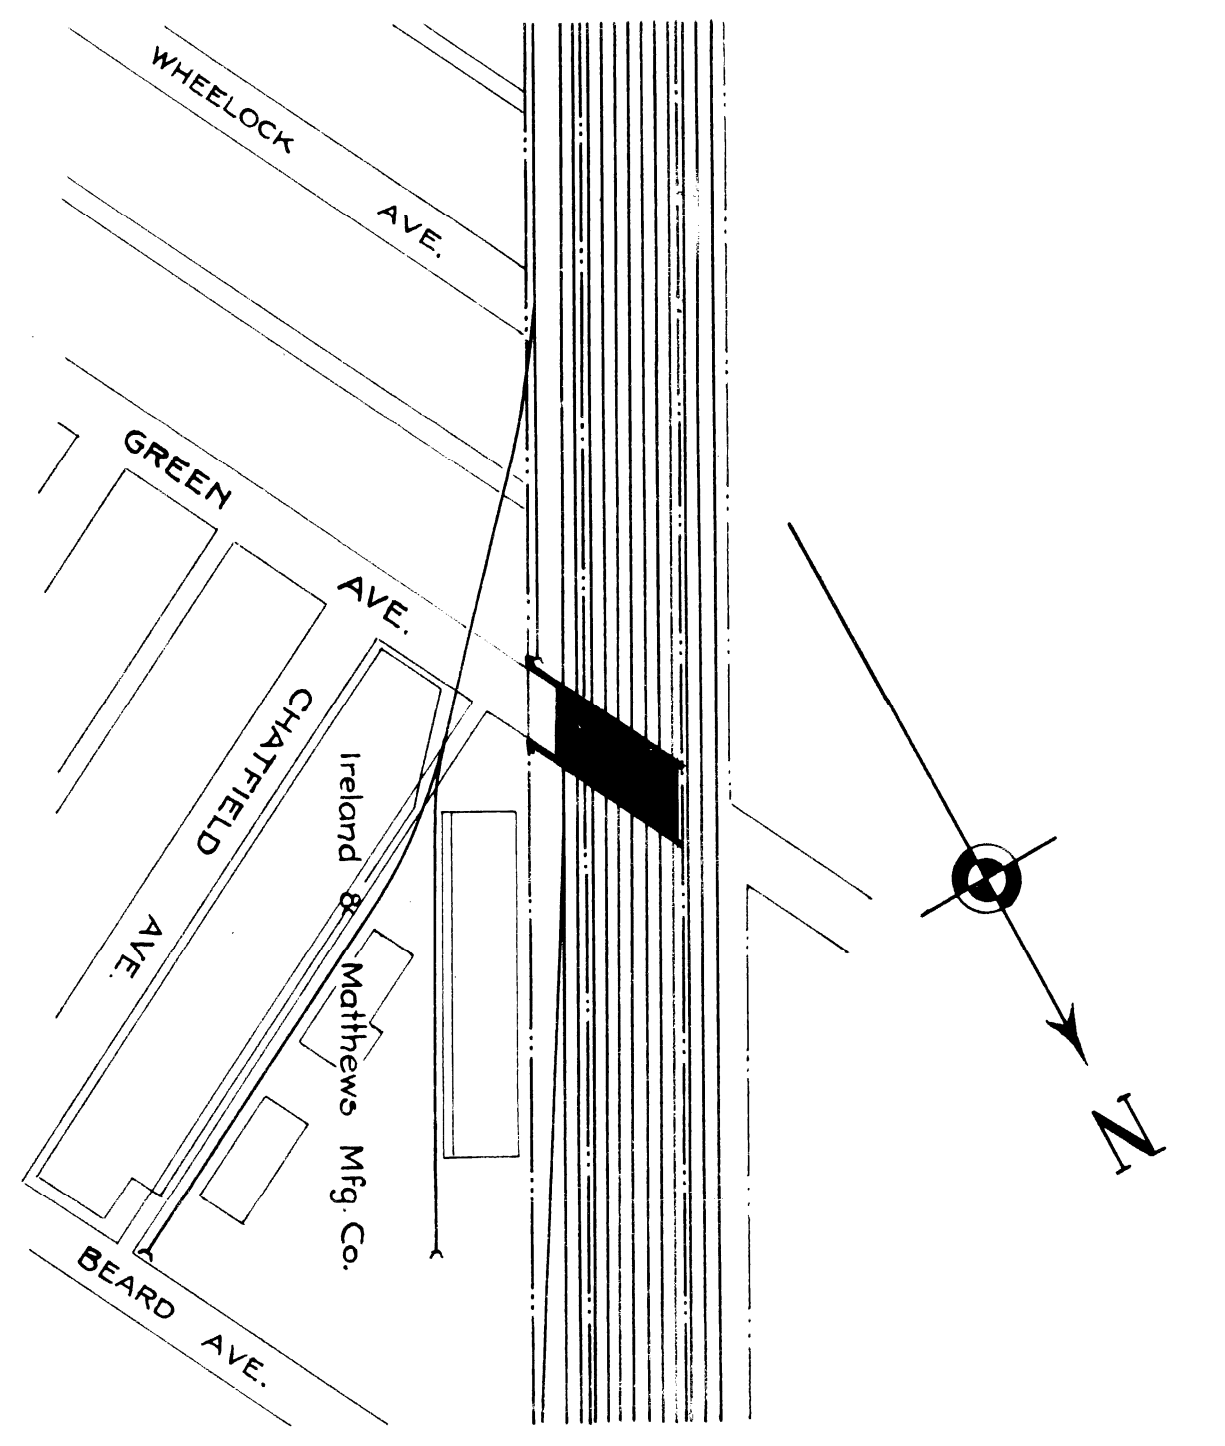 WHEELOCK AVE.
GREEN AVE.
CHATFIELD AVE.
Ireland & Matthews Mfg. Co.
BEARD AVE.
N